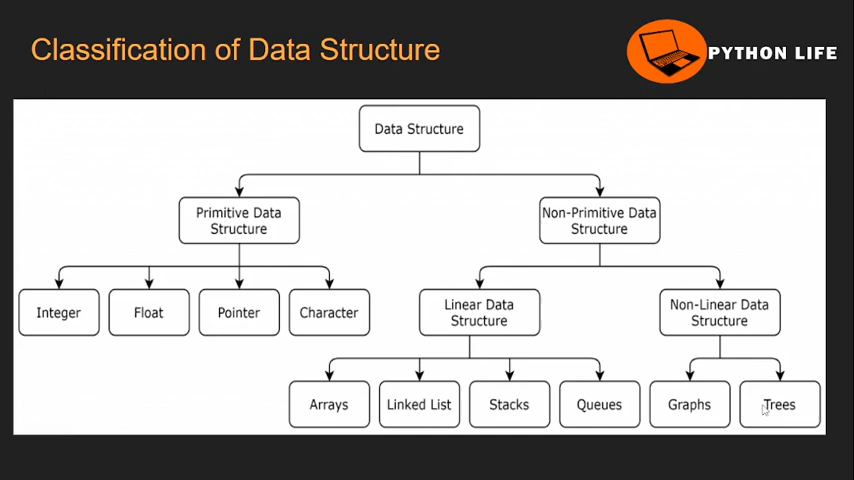 Classification of Data Structure
PYTHON LIFE
Data Structure
Primitive Data
Structure
Non-Primitive Data
Structure
Integer
Float
Pointer
Character
Linear Data
Structure
Non-Linear Data
Structure
Arrays
Linked List
Stacks
Queues
Graphs
Trees